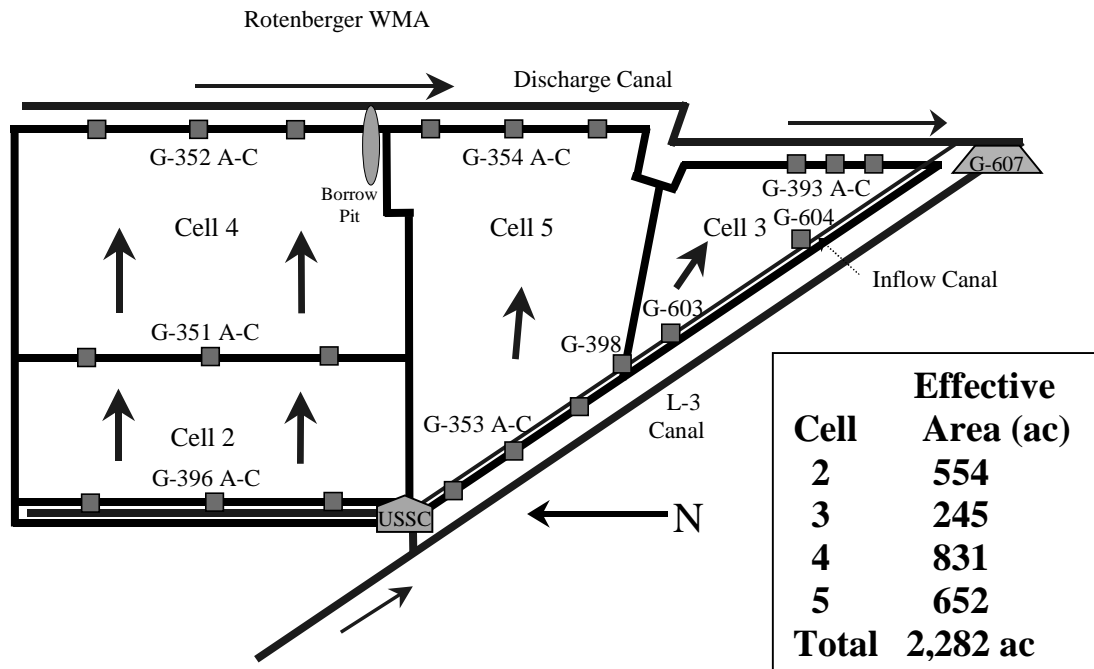 Rotenberger WMA
Discharge Canal
G-352 A-C
G-354 A-C
G-607
G-393 A-C
Borrow
Pit
G-604
Cell 4
Cell 5
Cell 3
Inflow Canal
G-603
G-351 A-C
G-398
L-3
Canal
G-353 A-C
Cell 2
G-396 A-C
USSC
N
Effective
Cell Area (ac)
2 554
3 245
4 831
5 652
Total 2,282 ac